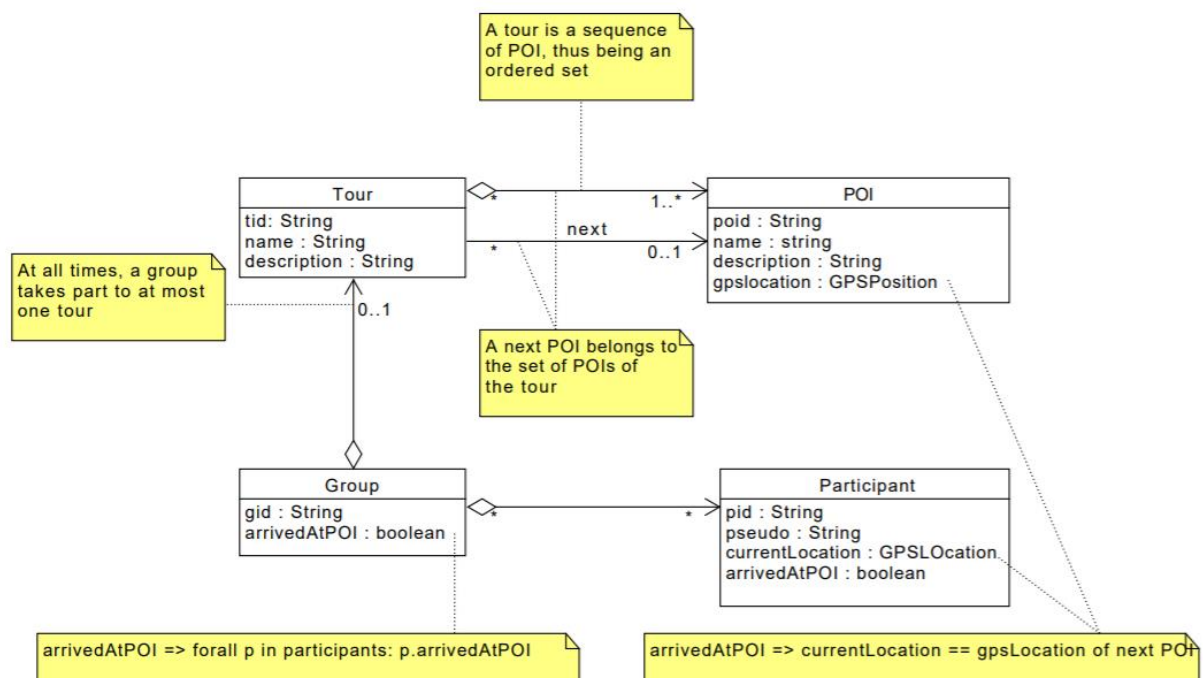 A tour is a sequence
of POI, thus being an
ordered set
Tour
tid: String
name : String
description : String
*
1..*
next
*
0..1
POI
poid : String
name : string
description : String
gpslocation : GPSPosition
At all times, a group
takes part to at most
one tour
0..1
A next POI belongs to
the set of POIs of
the tour
Group
gid : String
arrivedAtPOI : boolean
*
*
Participant
pid : String
pseudo : String
currentLocation : GPSLOcation
arrivedAtPOI : boolean
arrivedAtPOI => forall p in participants: p.arrivedAtPOI
arrivedAtPOI => currentLocation == gpsLocation of next POI